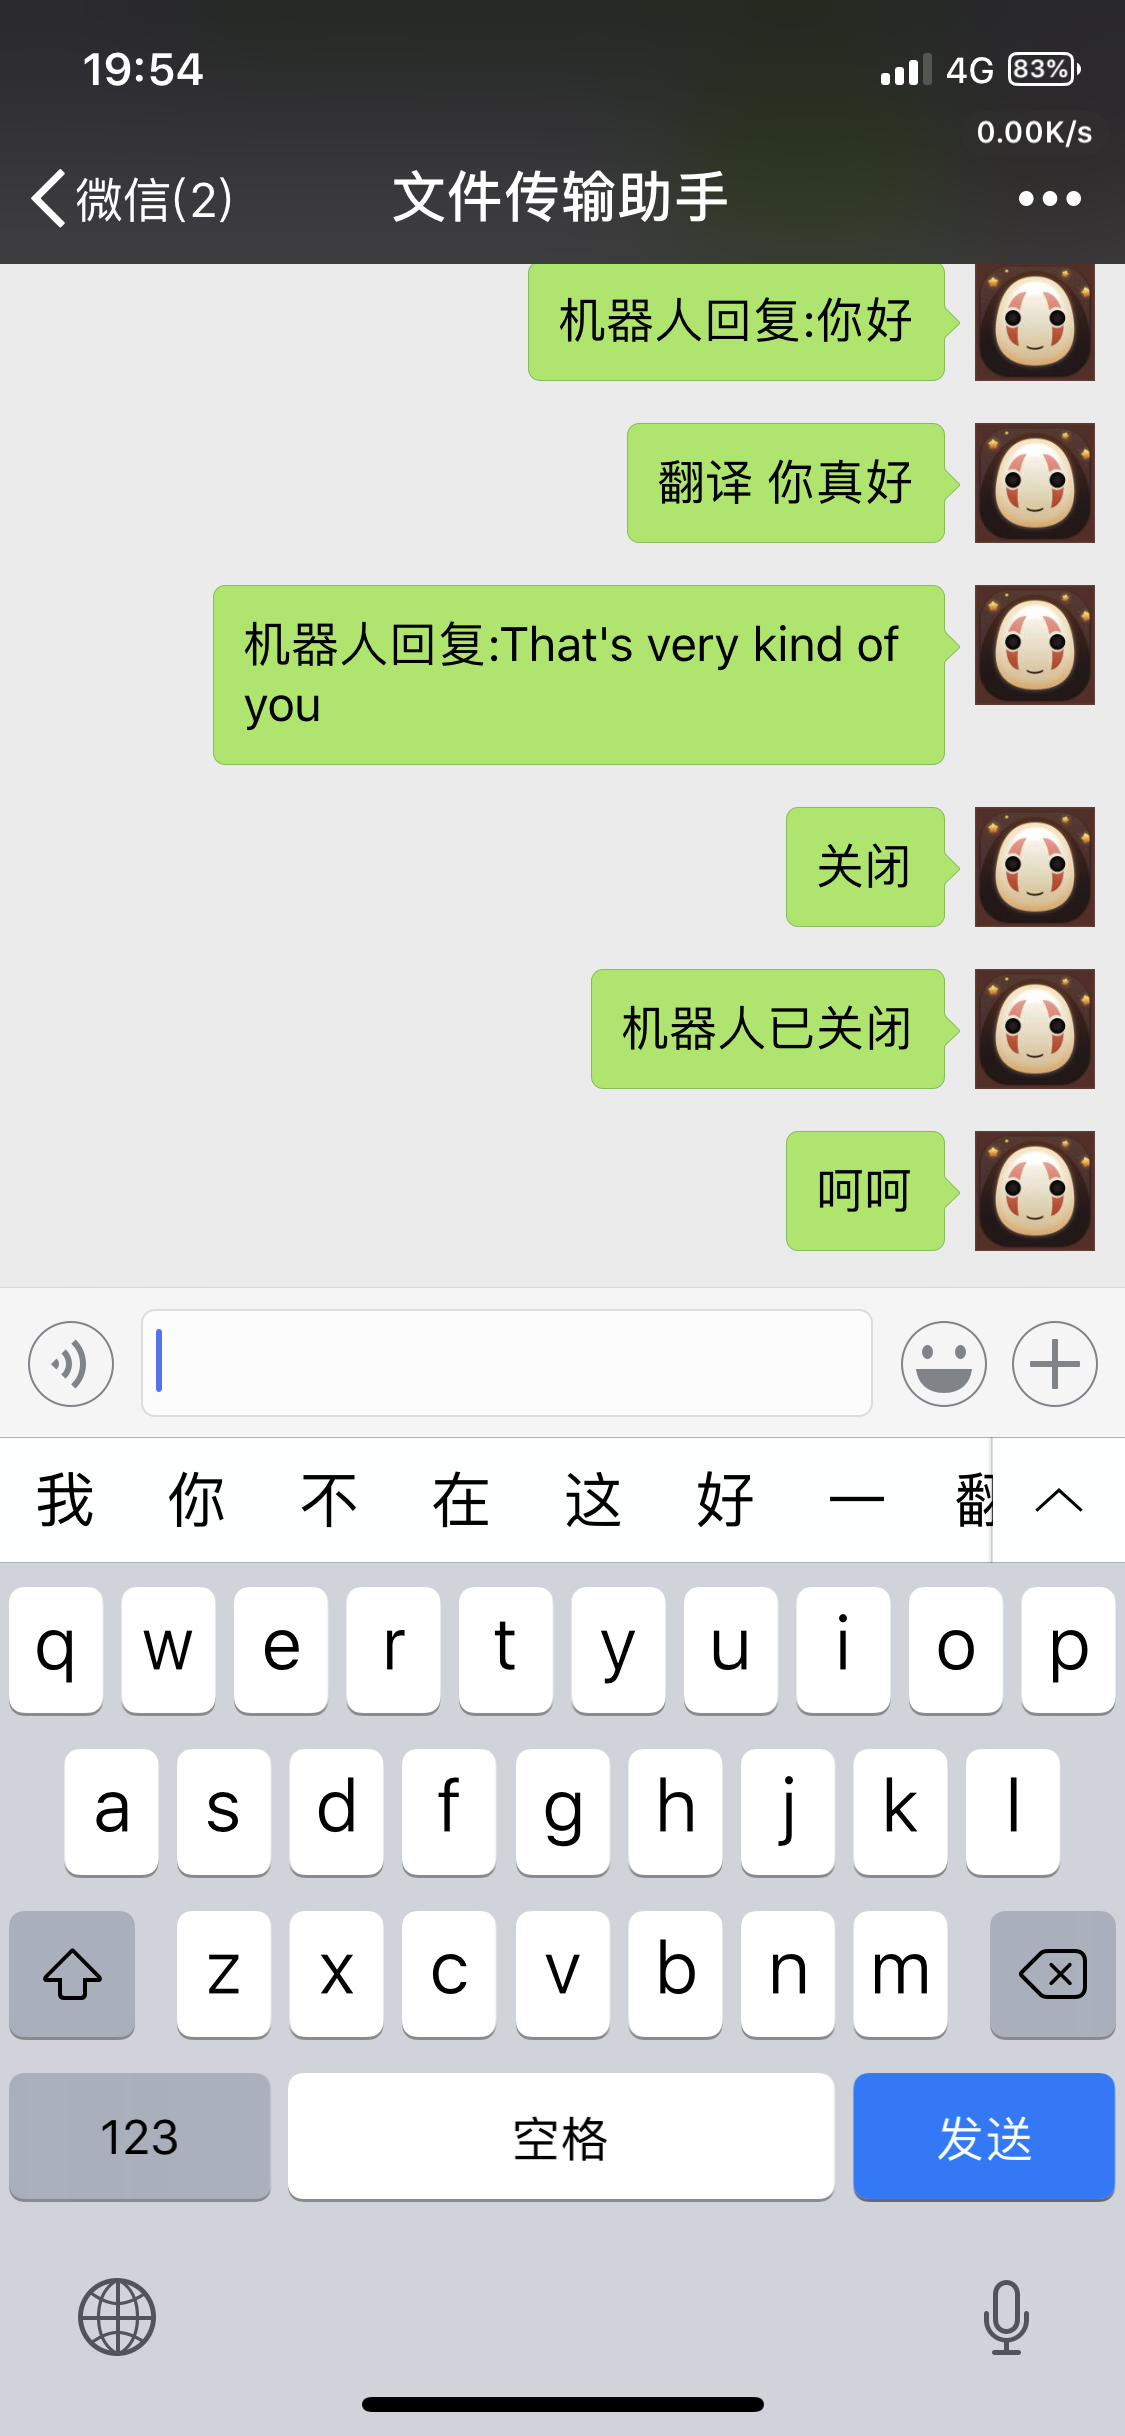 19:54
4G 83%
0.00K/s
微信(2)
文件传输助手
机器人回复:你好
翻译 你真好
机器人回复:That's very kind of
you
关闭
机器人已关闭
呵呵
我 你 不 在 这 好 一 翻
q w e r t y u i o p
a s d f g h j k l
z x c v b n m
123 空格 发送